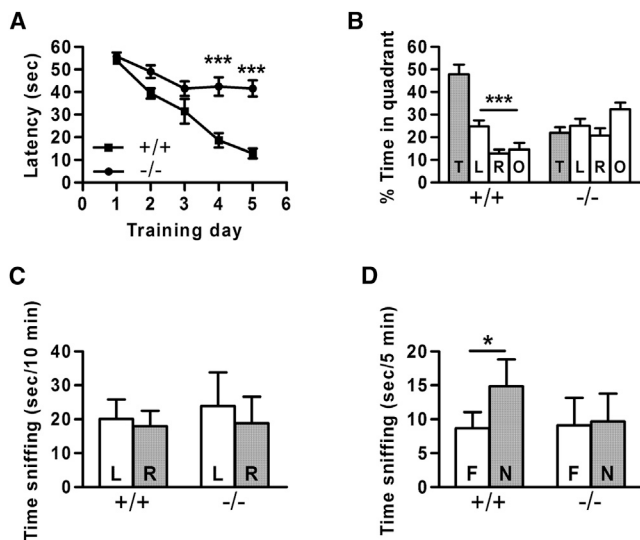 A
Latency (sec)
60
50
40
30
20
10
0
*** ***
+/+
-/-
0 1 2 3 4 5 6
Training day
B
% Time in quadrant
60
50
40
30
20
10
0
***
T L R O T L R O
+/+ -/-
C
Time sniffing (sec/10 min)
40
30
20
10
0
L R L R
+/+ -/-
D
Time sniffing (sec/5 min)
20
15
10
5
0
*
F N F N
+/+ -/-